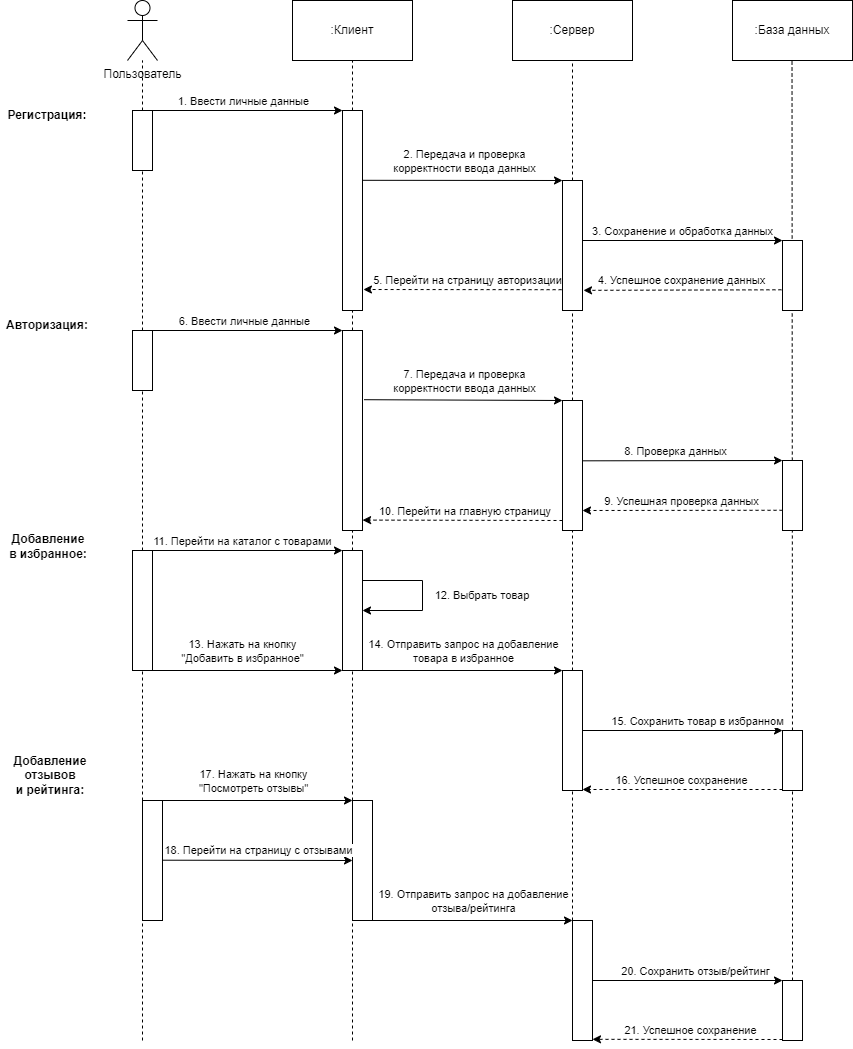 :Клиент
:Сервер
:База данных
Пользователь
Регистрация:
1. Ввести личные данные
2. Передача и проверка
корректности ввода данных
3. Сохранение и обработка данных
4. Успешное сохранение данных
5. Перейти на страницу авторизации
Авторизация:
6. Ввести личные данные
7. Передача и проверка
корректности ввода данных
8. Проверка данных
9. Успешная проверка данных
10. Перейти на главную страницу
Добавление
в избранное:
11. Перейти на каталог с товарами
12. Выбрать товар
13. Нажать на кнопку
"Добавить в избранное"
14. Отправить запрос на добавление
товара в избранное
15. Сохранить товар в избранном
16. Успешное сохранение
Добавление
отзывов
и рейтинга:
17. Нажать на кнопку
"Посмотреть отзывы"
18. Перейти на страницу с отзывами
19. Отправить запрос на добавление
отзыва/рейтинга
20. Сохранить отзыв/рейтинг
21. Успешное сохранение